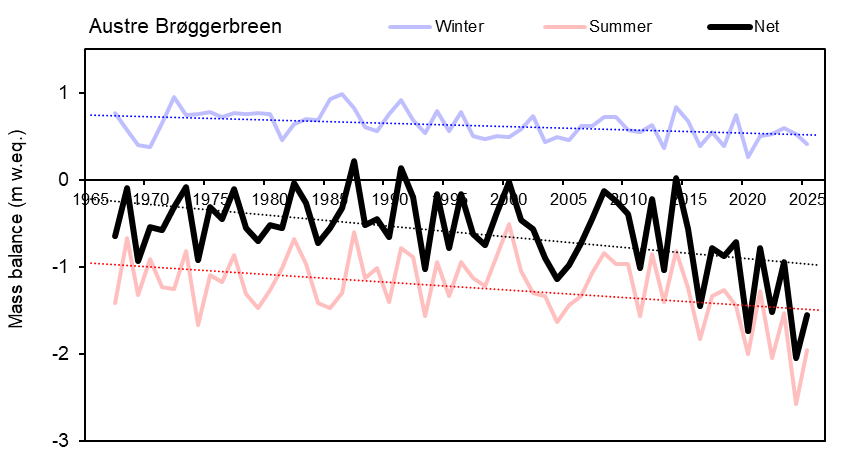 Austre Brøggerbreen
Winter
Summer
Net
Mass balance (m w.eq.)
1
0
1965 1970 1975 1980 1985 1990 1995 2000 2005 2010 2015 2020 2025
-1
-2
-3